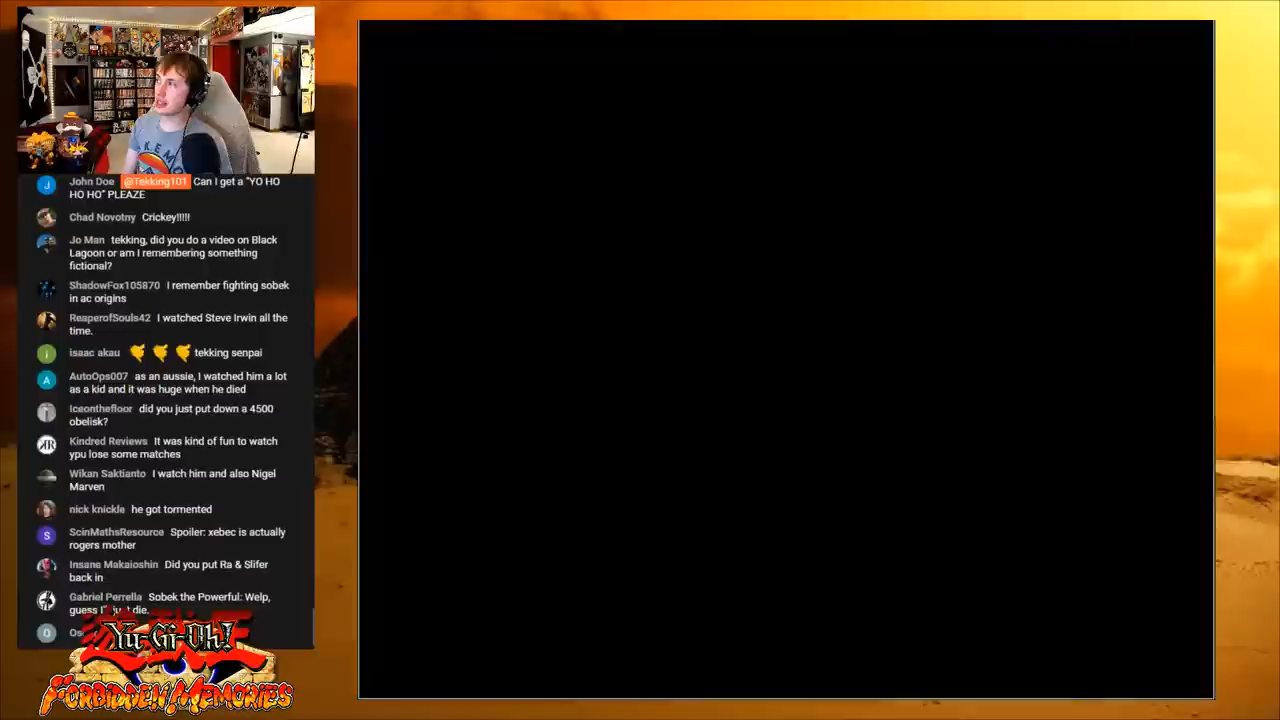 John Doe @Tekking101 Can I get a "YO HO
HO HO" PLEAZE
Chad Novotny Crickey!!!!!
Jo Man tekking, did you do a video on Black
Lagoon or am I remembering something
fictional?
ShadowFox105870 I remember fighting sobek
in ac origins
ReaperofSouls42 I watched Steve Irwin all the
time.
isaac akau tekking senpai
AutoOps007 as an aussie, I watched him a lot
as a kid and it was huge when he died
Iceonthefloor did you just put down a 4500
obelisk?
Kindred Reviews It was kind of fun to watch
ypu lose some matches
Wikan Saktianto I watch him and also Nigel
Marven
nick knickle he got tormented
ScinMathsResource Spoiler: xebec is actually
rogers mother
Insane Makaioshin Did you put Ra & Slifer
back in
Gabriel Perrella Sobek the Powerful: Welp,
guess just die.
Yu-Gi-Oh!
FORBIDDEN MEMORIES